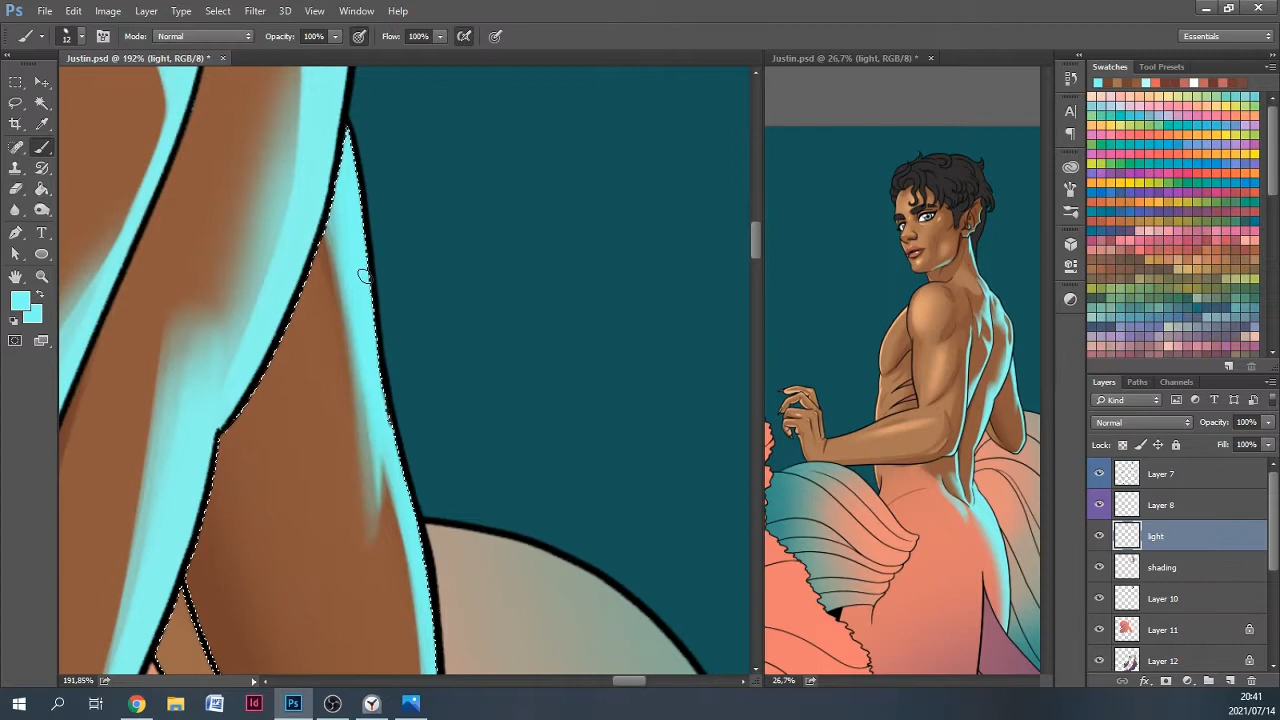 Ps File Edit Image Layer Type Select Filter 3D View Window Help
12 Mode: Normal Opacity: 100% Flow: 100% Essentials
Justin.psd @ 192% (light, RGB/8) * × Justin.psd @ 26,7% (light, RGB/8) * ×
Swatches Tool Presets
Layers Paths Channels
Kind
Normal Opacity: 100%
Lock: Fill: 100%
Layer 7
Layer 8
light
shading
Layer 10
Layer 11
Layer 12
191,85% 26,7%
20:41
2021/07/14